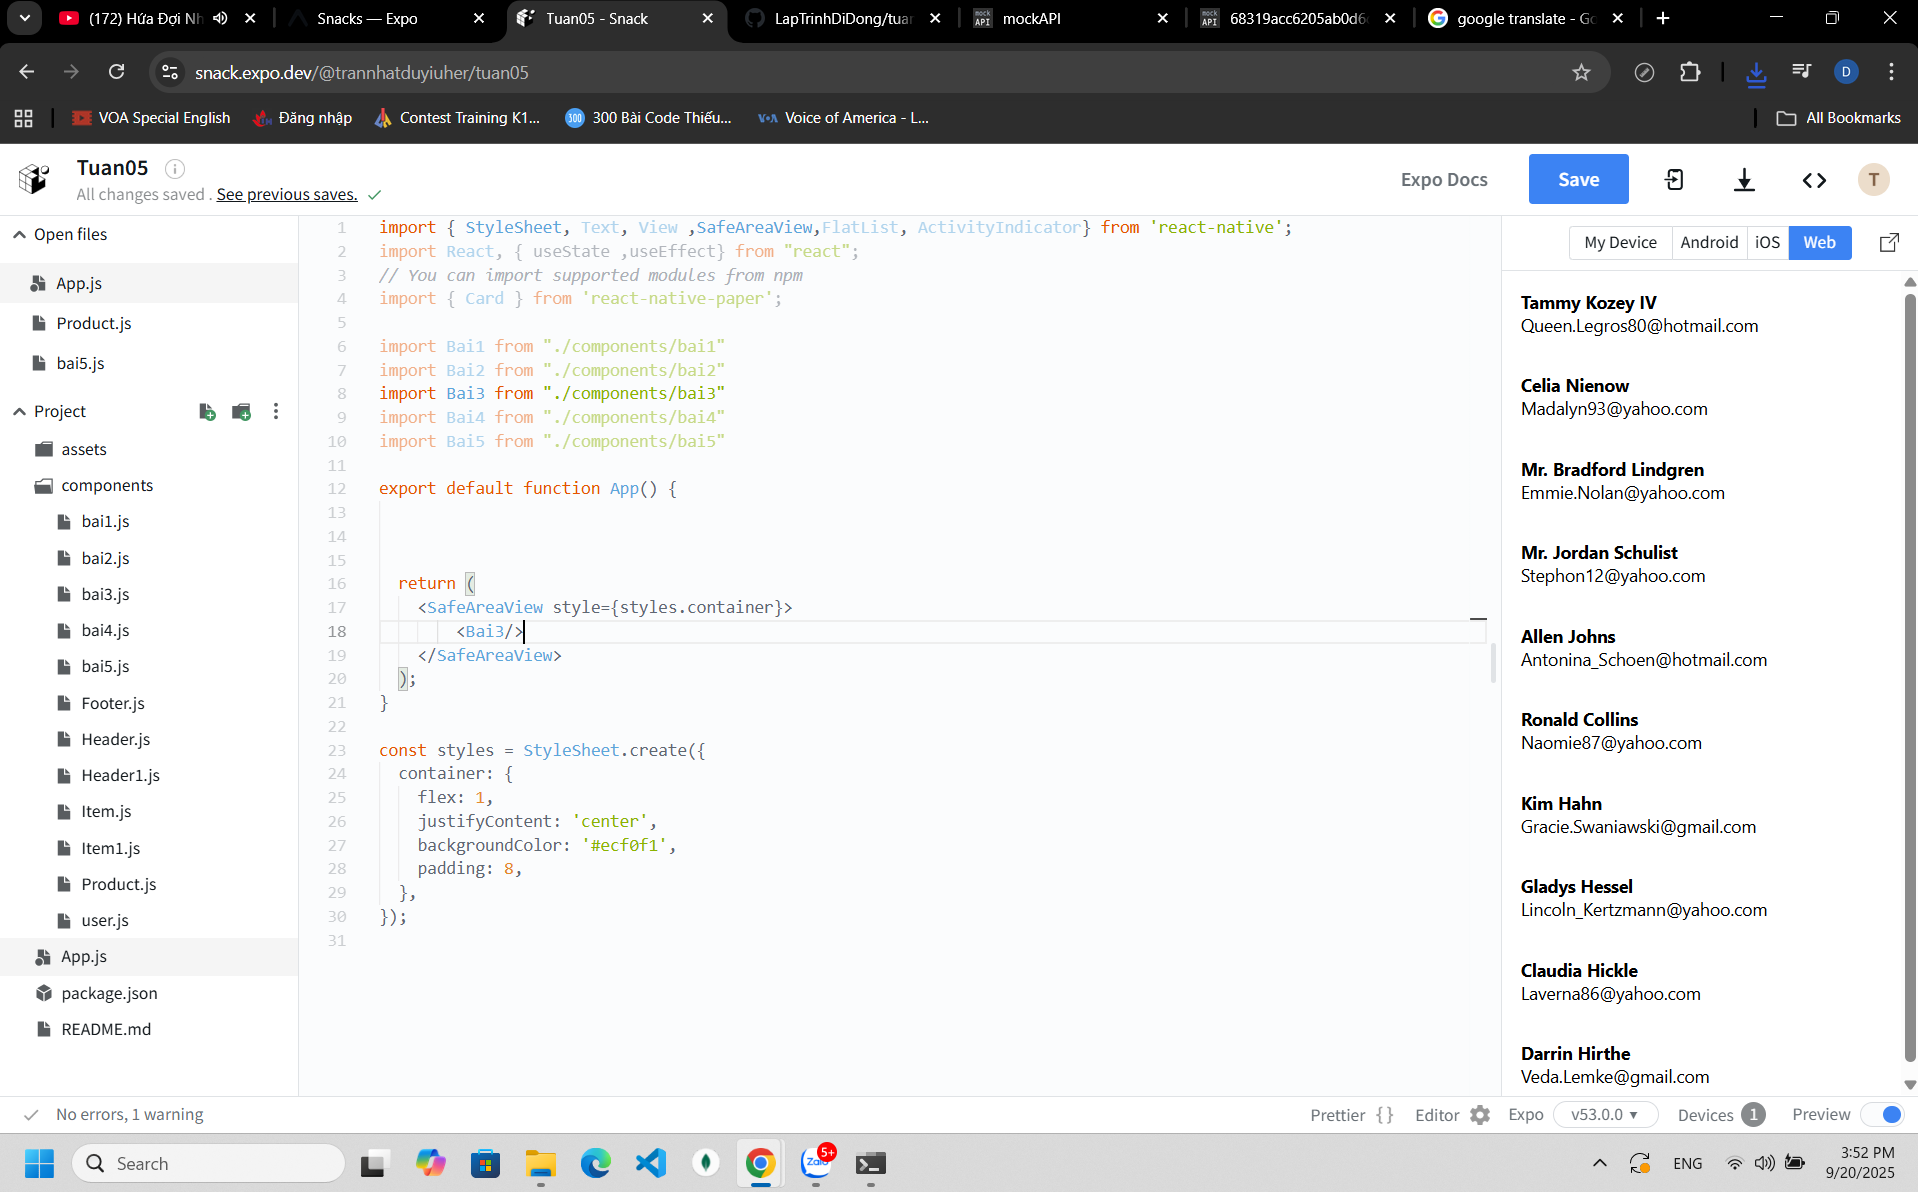 (172) Hứa Đợi Nh
Snacks — Expo
Tuan05 - Snack
LapTrinhDiDong/tuan
mockAPI
68319acc6205ab0d6c
google translate - Go
snack.expo.dev/@trannhatduyiuher/tuan05
D
VOA Special English
Đăng nhập
Contest Training K1...
300 Bài Code Thiếu...
Voice of America - L...
All Bookmarks
Tuan05
All changes saved . See previous saves.
Expo Docs
Save
T
Open files
App.js
Product.js
bai5.js
Project
assets
components
bai1.js
bai2.js
bai3.js
bai4.js
bai5.js
Footer.js
Header.js
Header1.js
Item.js
Item1.js
Product.js
user.js
App.js
package.json
README.md
1 import { StyleSheet, Text, View ,SafeAreaView,FlatList, ActivityIndicator} from 'react-native';
2 import React, { useState ,useEffect} from "react";
3 // You can import supported modules from npm
4 import { Card } from 'react-native-paper';
5
6 import Bai1 from "./components/bai1"
7 import Bai2 from "./components/bai2"
8 import Bai3 from "./components/bai3"
9 import Bai4 from "./components/bai4"
10 import Bai5 from "./components/bai5"
11
12 export default function App() {
13
14
15
16 return (
17 <SafeAreaView style={styles.container}>
18 <Bai3/>
19 </SafeAreaView>
20 );
21 }
22
23 const styles = StyleSheet.create({
24 container: {
25 flex: 1,
26 justifyContent: 'center',
27 backgroundColor: '#ecf0f1',
28 padding: 8,
29 },
30 });
31
My Device
Android
iOS
Web
Tammy Kozey IV
Queen.Legros80@hotmail.com
Celia Nienow
Madalyn93@yahoo.com
Mr. Bradford Lindgren
Emmie.Nolan@yahoo.com
Mr. Jordan Schulist
Stephon12@yahoo.com
Allen Johns
Antonina_Schoen@hotmail.com
Ronald Collins
Naomie87@yahoo.com
Kim Hahn
Gracie.Swaniawski@gmail.com
Gladys Hessel
Lincoln_Kertzmann@yahoo.com
Claudia Hickle
Laverna86@yahoo.com
Darrin Hirthe
Veda.Lemke@gmail.com
No errors, 1 warning
Prettier {}
Editor
Expo
v53.0.0
Devices 1
Preview
Search
Zalo
5+
ENG
3:52 PM
9/20/2025